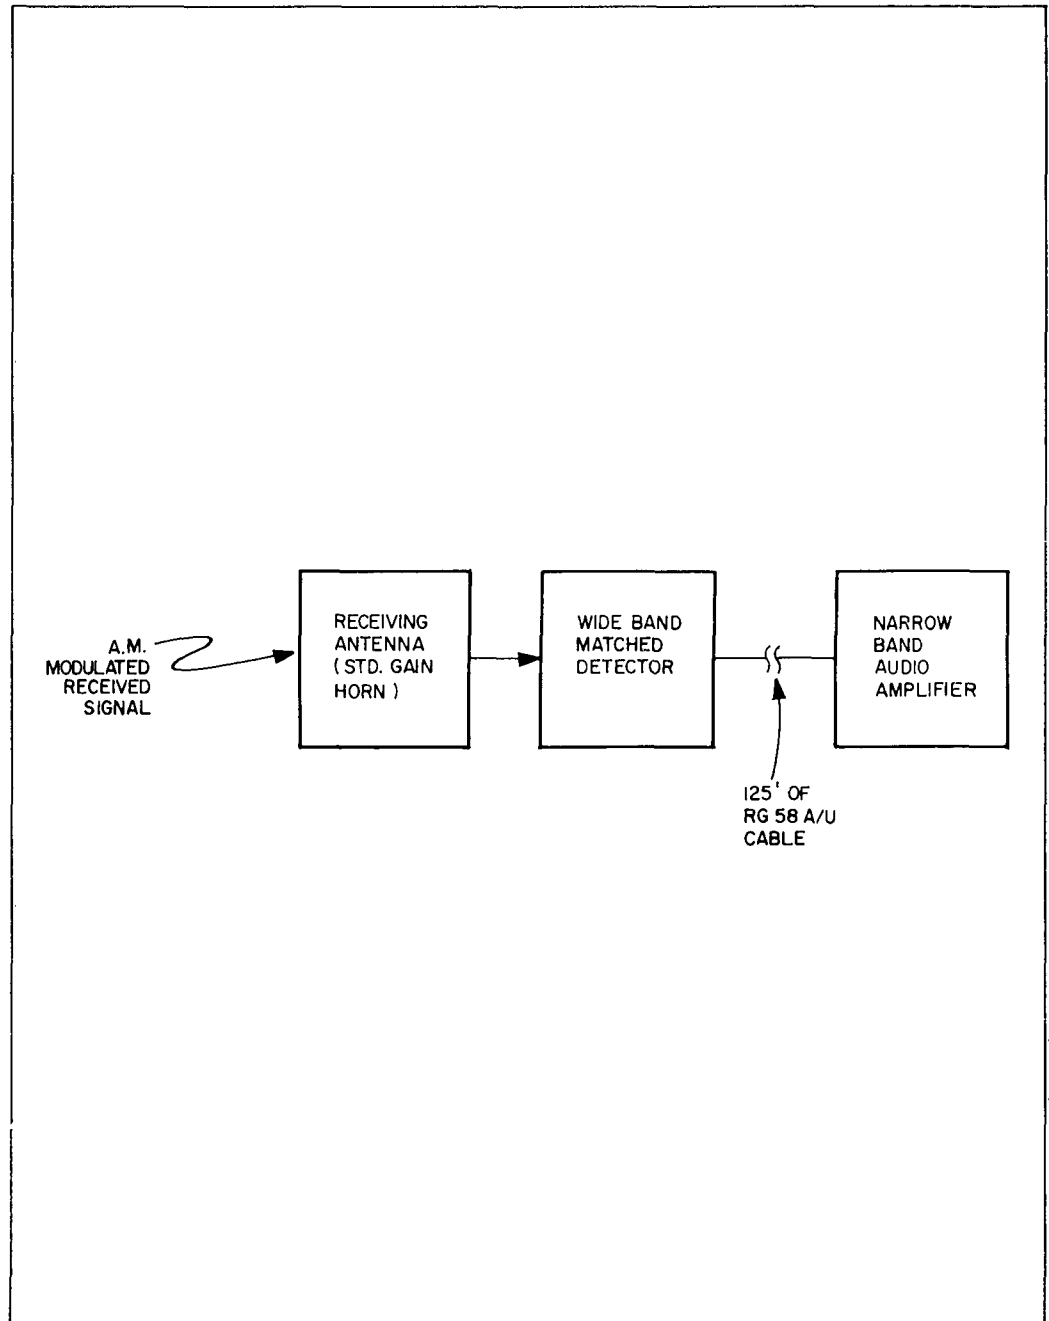 A.M.
MODULATED
RECEIVED
SIGNAL
RECEIVING
ANTENNA
( STD. GAIN
HORN )
WIDE BAND
MATCHED
DETECTOR
125' OF
RG 58 A/U
CABLE
NARROW
BAND
AUDIO
AMPLIFIER